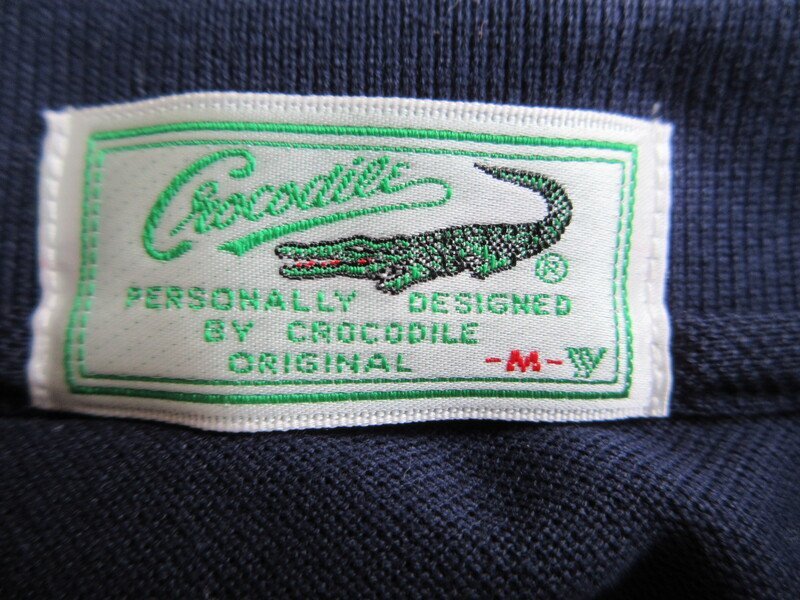 Crocodile
®
PERSONALLY DESIGNED
BY CROCODILE
ORIGINAL -M-